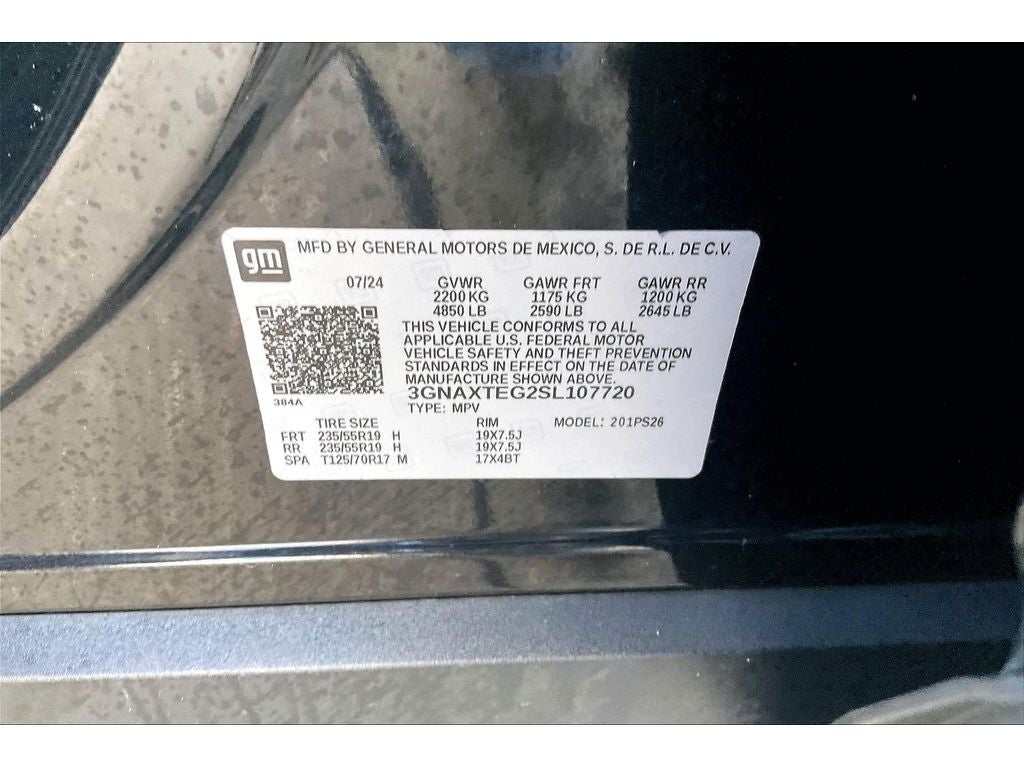 gm
MFD BY GENERAL MOTORS DE MEXICO, S. DE R.L. DE C.V.
07/24 GVWR GAWR FRT GAWR RR
2200 KG 1175 KG 1200 KG
4850 LB 2590 LB 2645 LB
THIS VEHICLE CONFORMS TO ALL
APPLICABLE U.S. FEDERAL MOTOR
VEHICLE SAFETY AND THEFT PREVENTION
STANDARDS IN EFFECT ON THE DATE OF
MANUFACTURE SHOWN ABOVE.
384A
3GNAXTEG2SL107720
TYPE: MPV
TIRE SIZE RIM MODEL: 201PS26
FRT 235/55R19 H 19X7.5J
RR 235/55R19 H 19X7.5J
SPA T125/70R17 M 17X4BT